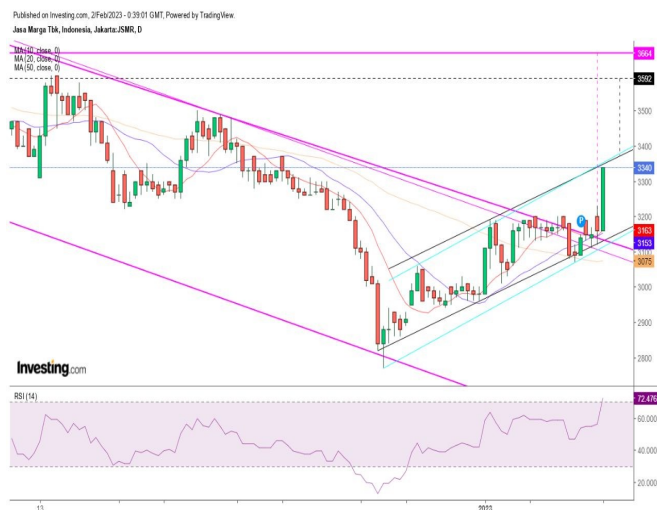 Published on Investing.com, 2/Feb/2023 - 0:39:01 GMT, Powered by TradingView.
Jasa Marga Tbk, Indonesia, Jakarta:JSMR, D
MA (10, close, 0)
MA (20, close, 0)
MA (50, close, 0)
3664
3592
3500
3400
3340
3300
3200
P
3163
3153
3100
3075
3000
2900
2800
Investing.com
RSI (14)
72.476
60.000
40.000
20.000
13
2023